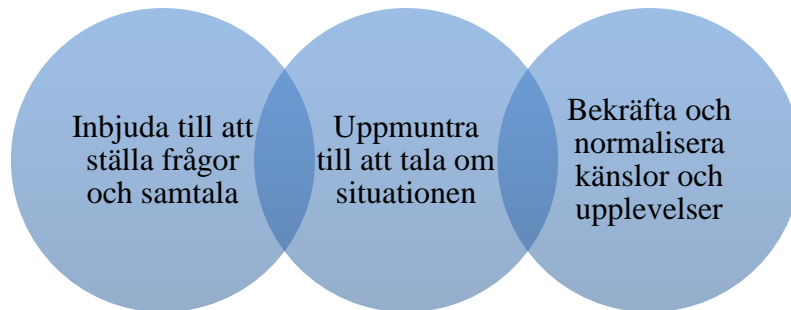 Inbjuda till att
ställa frågor
och samtala
Uppmuntra
till att tala om
situationen
Bekräfta och
normalisera
känslor och
upplevelser